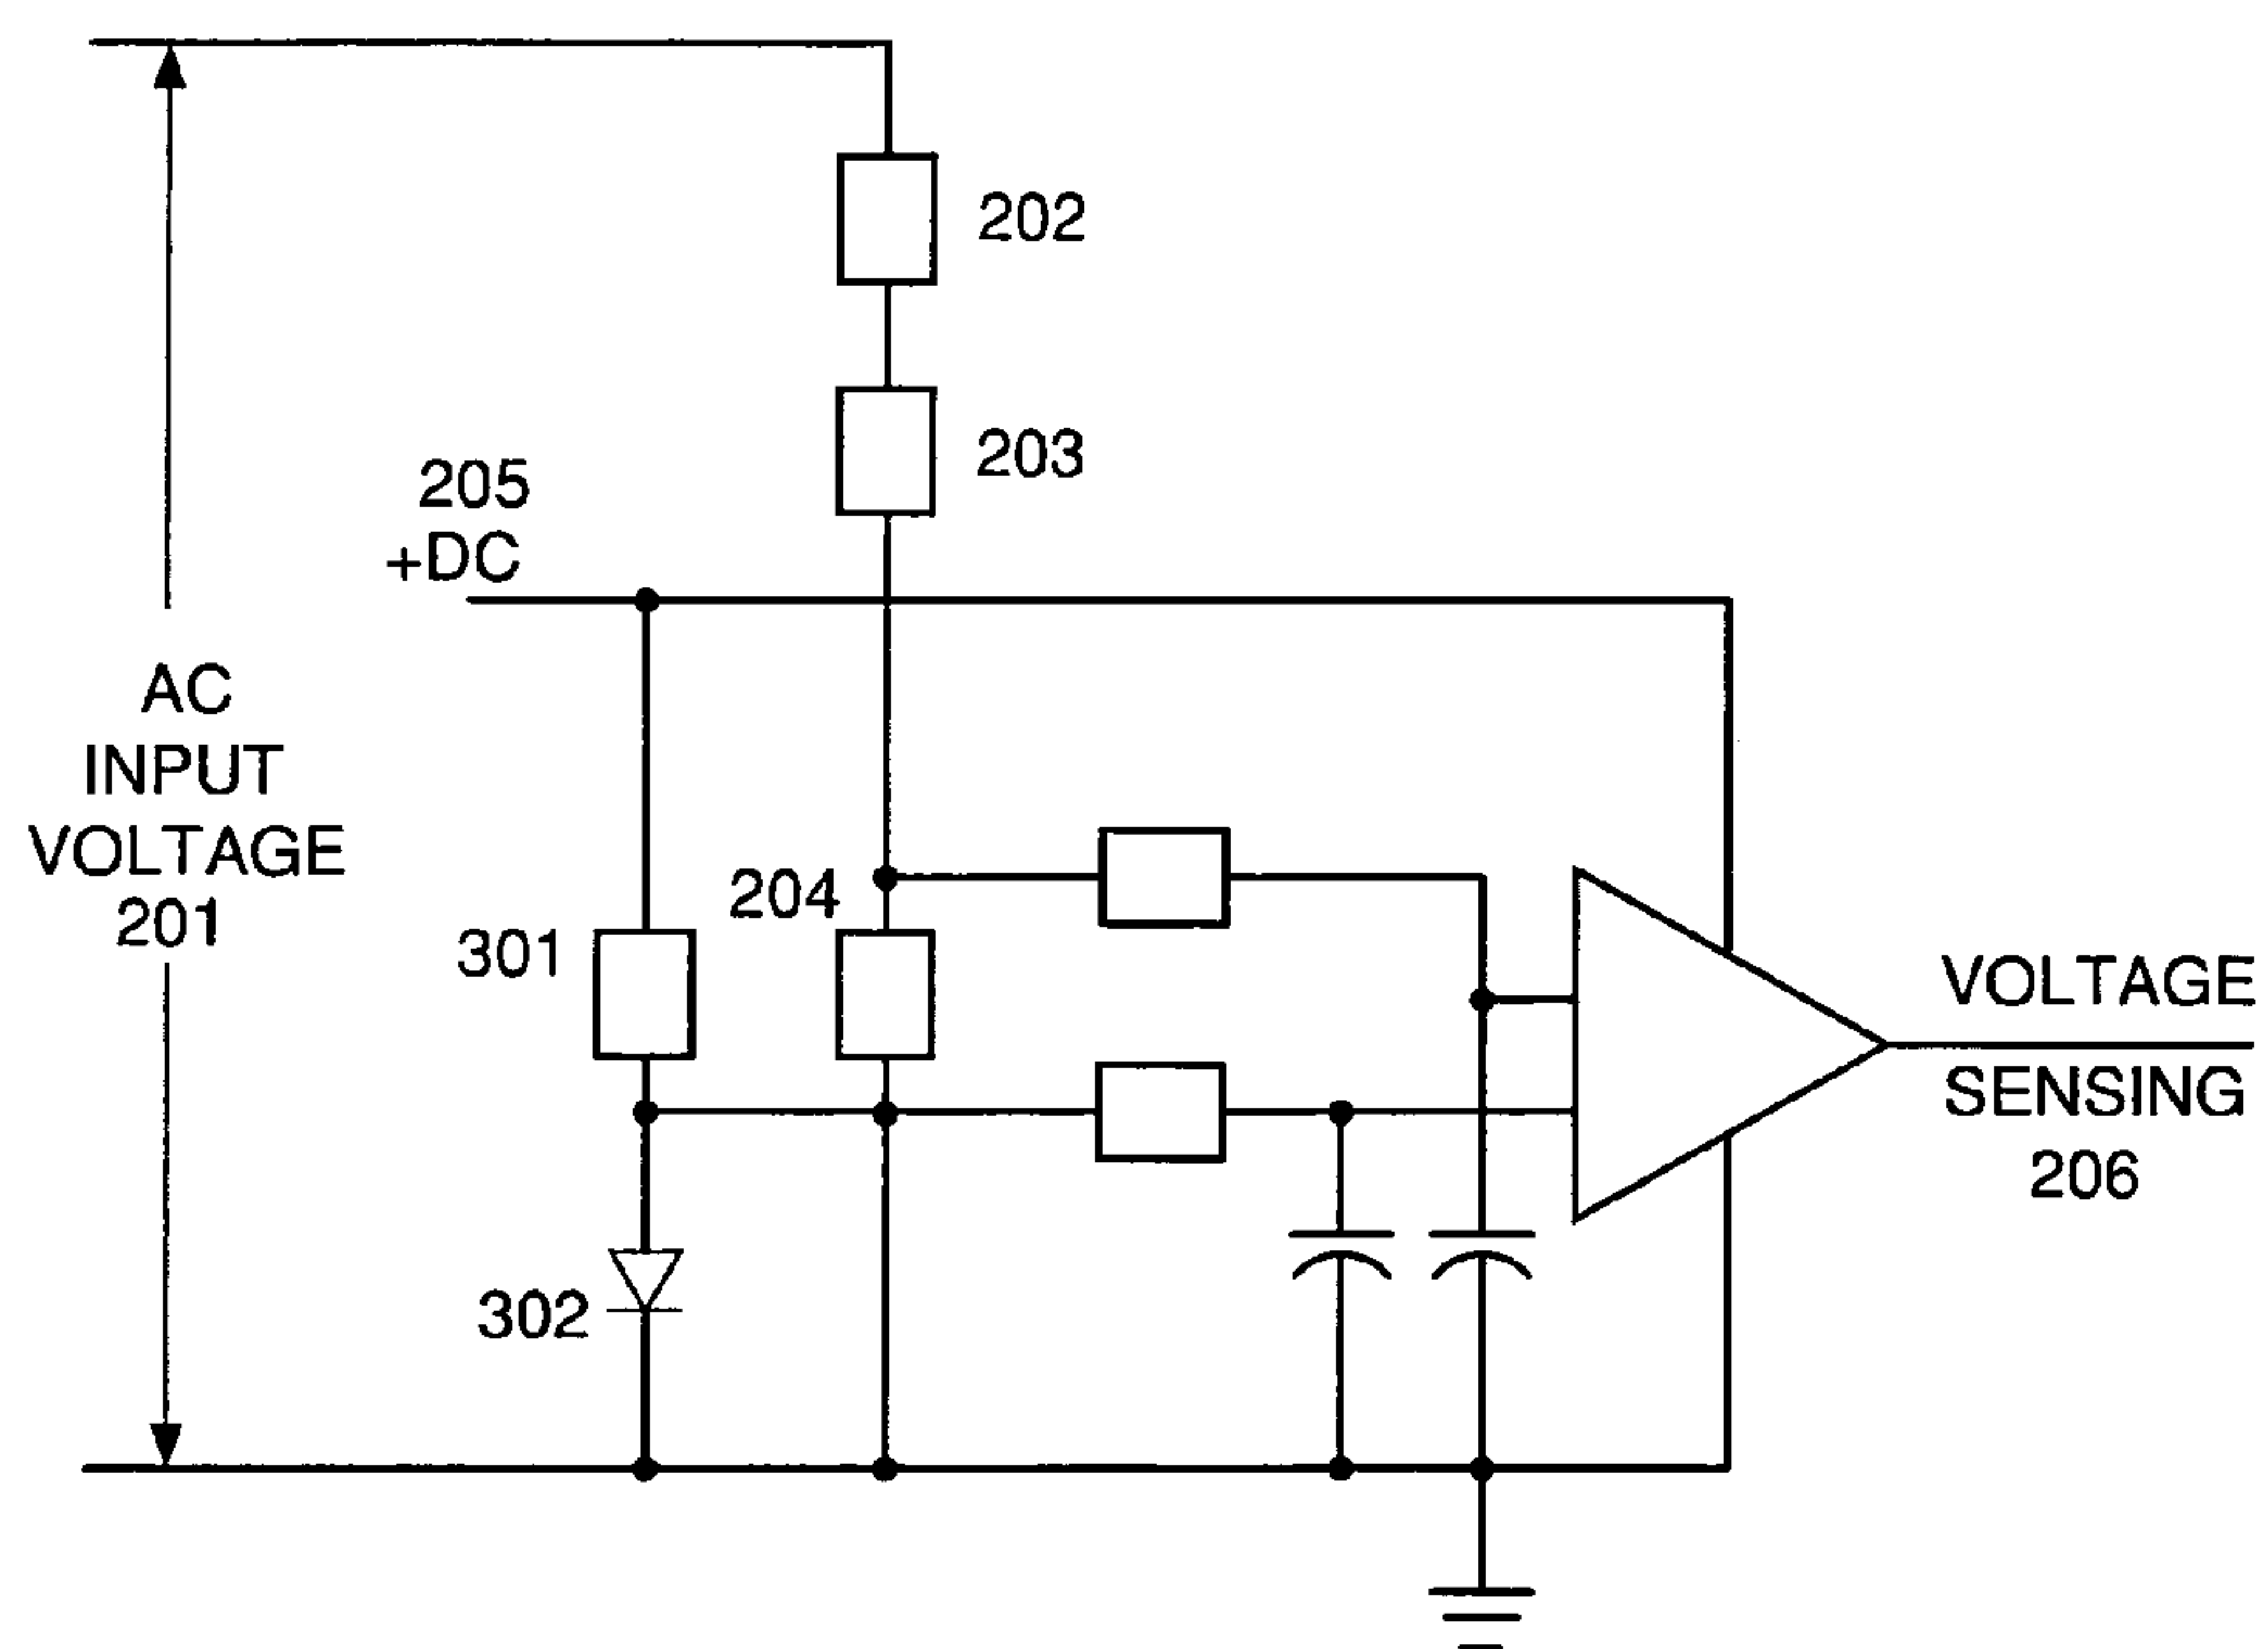 202
203
205
+DC
AC
INPUT
VOLTAGE
201
204
301
302
VOLTAGE
SENSING
206